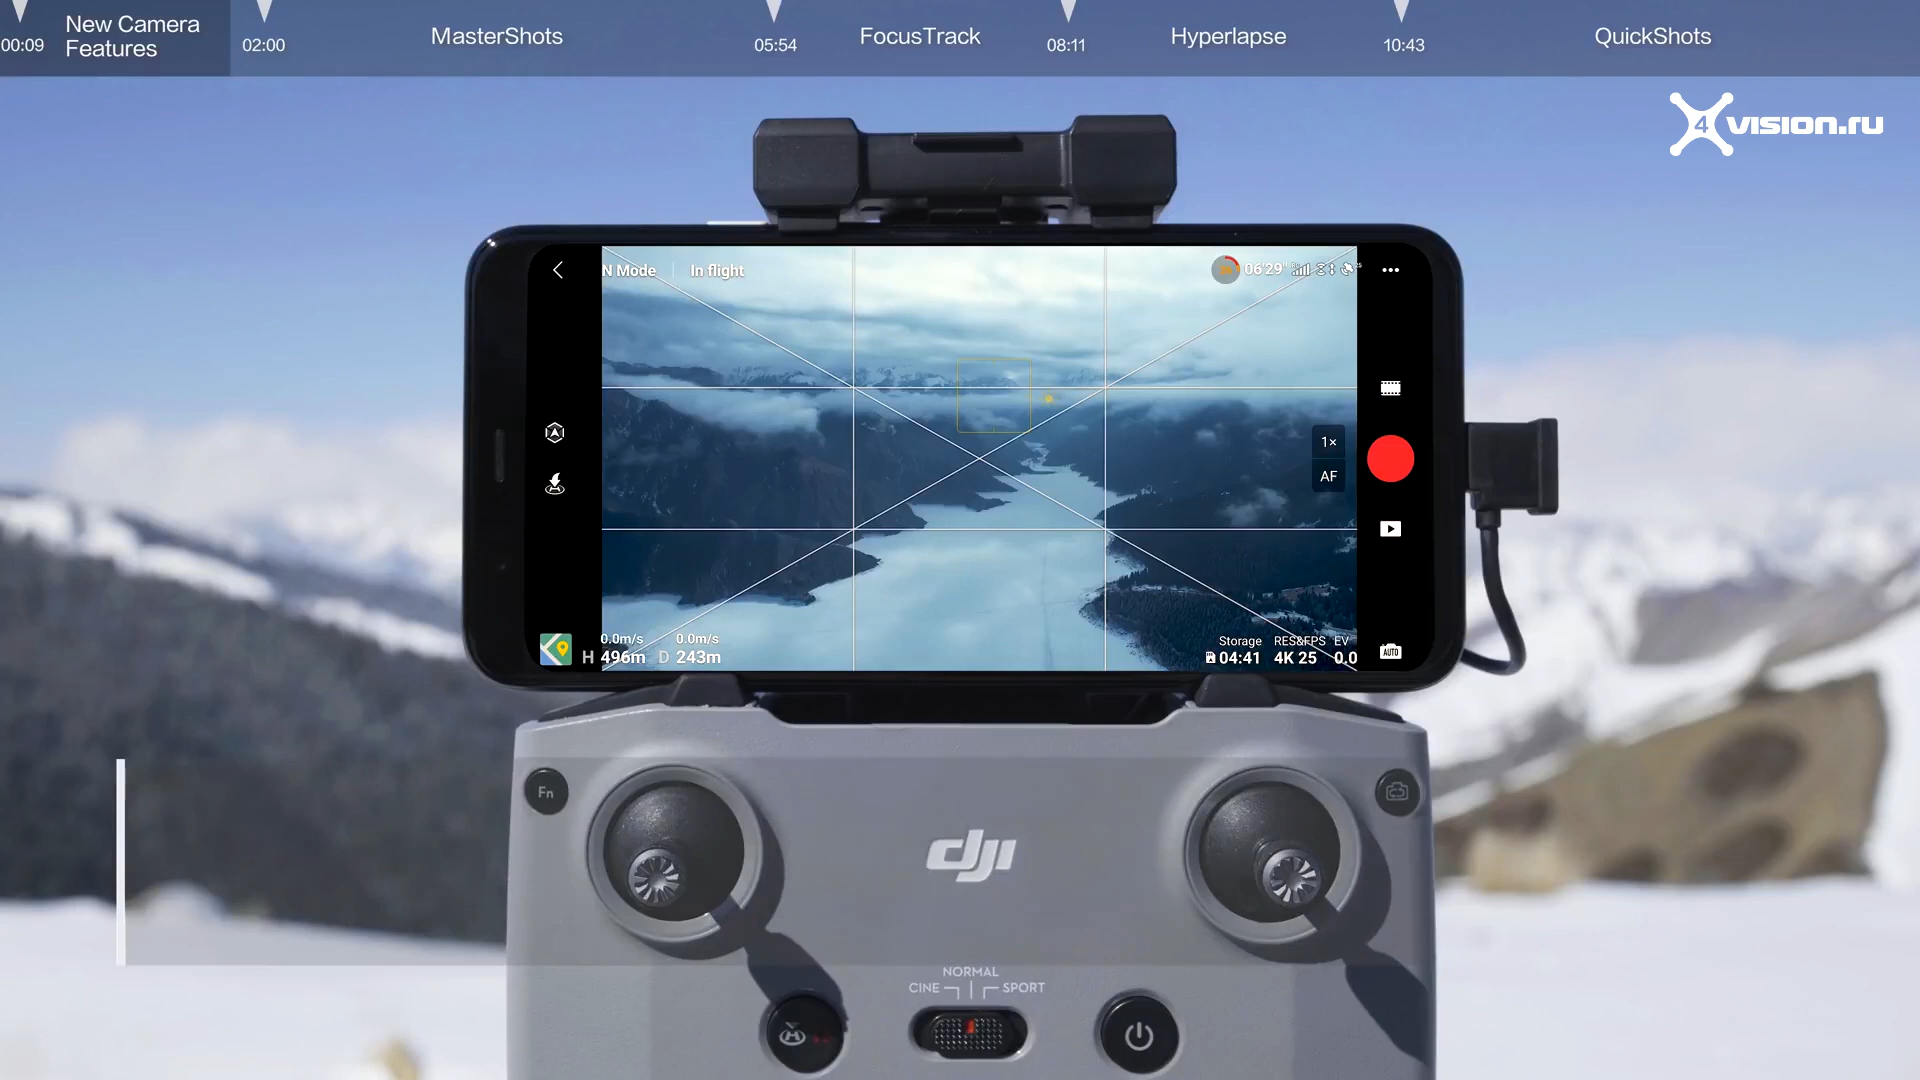 New Camera
Features
00:09
02:00
MasterShots
05:54
FocusTrack
08:11
Hyperlapse
10:43
QuickShots
4vision.ru
N Mode
In flight
06'29"
1×
AF
0.0m/s
0.0m/s
H 496m D 243m
Storage RES&FPS EV
04:41 4K 25 0.0
AUTO
Fn
dji
NORMAL
CINE
SPORT